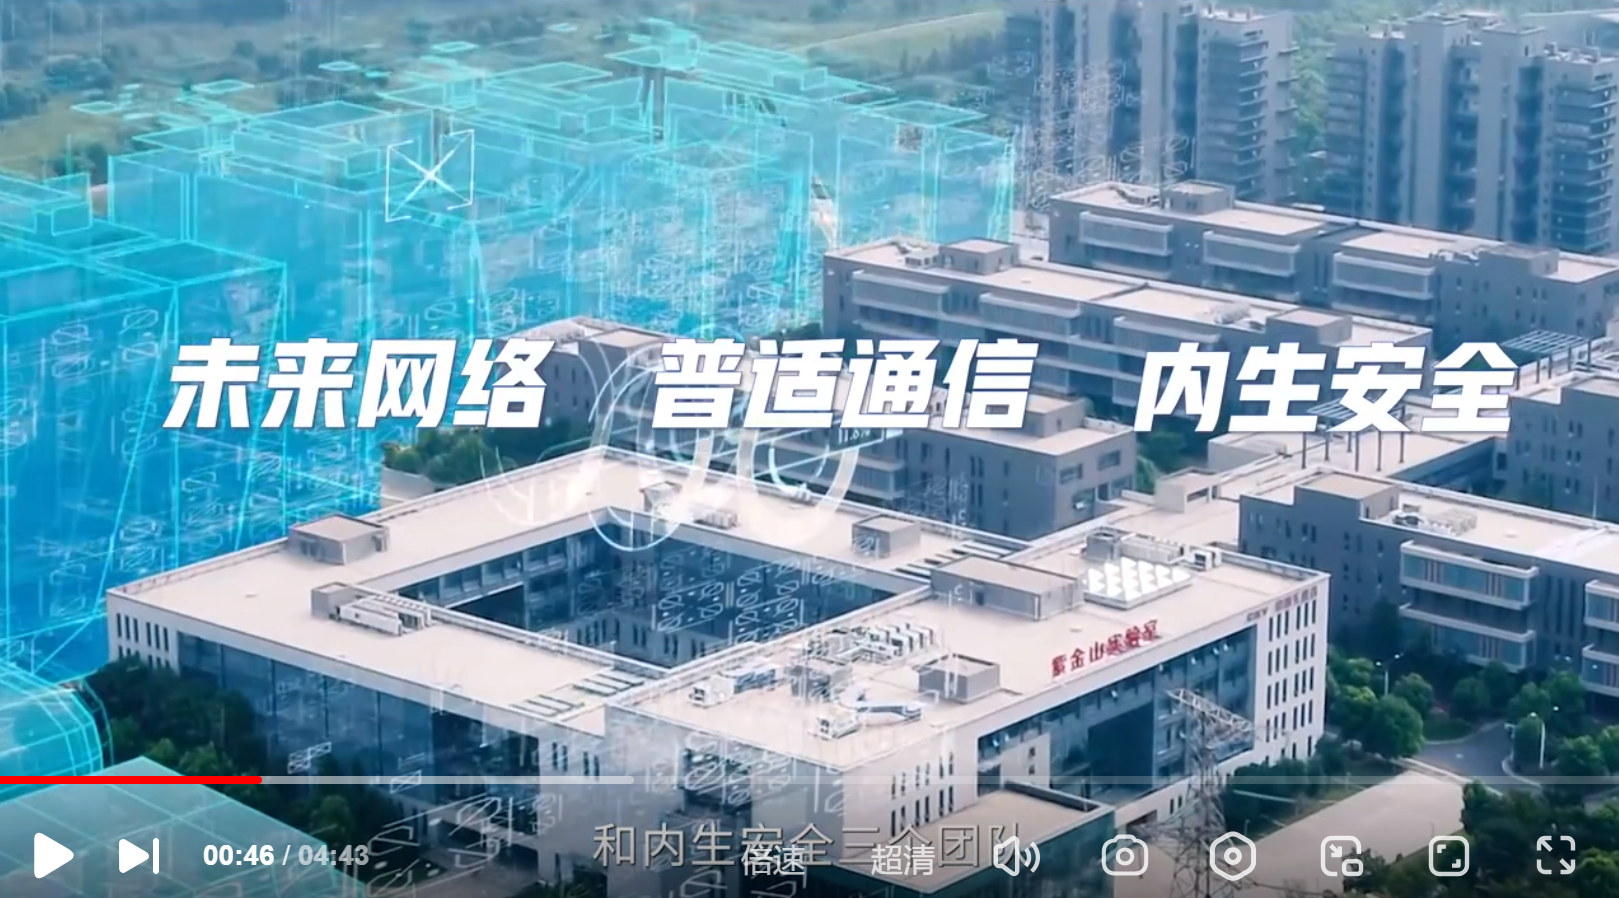 未来网络 普适通信 内生安全
紫金山实验室
和内生安全三个团队
倍速 超清
00:46 / 04:43